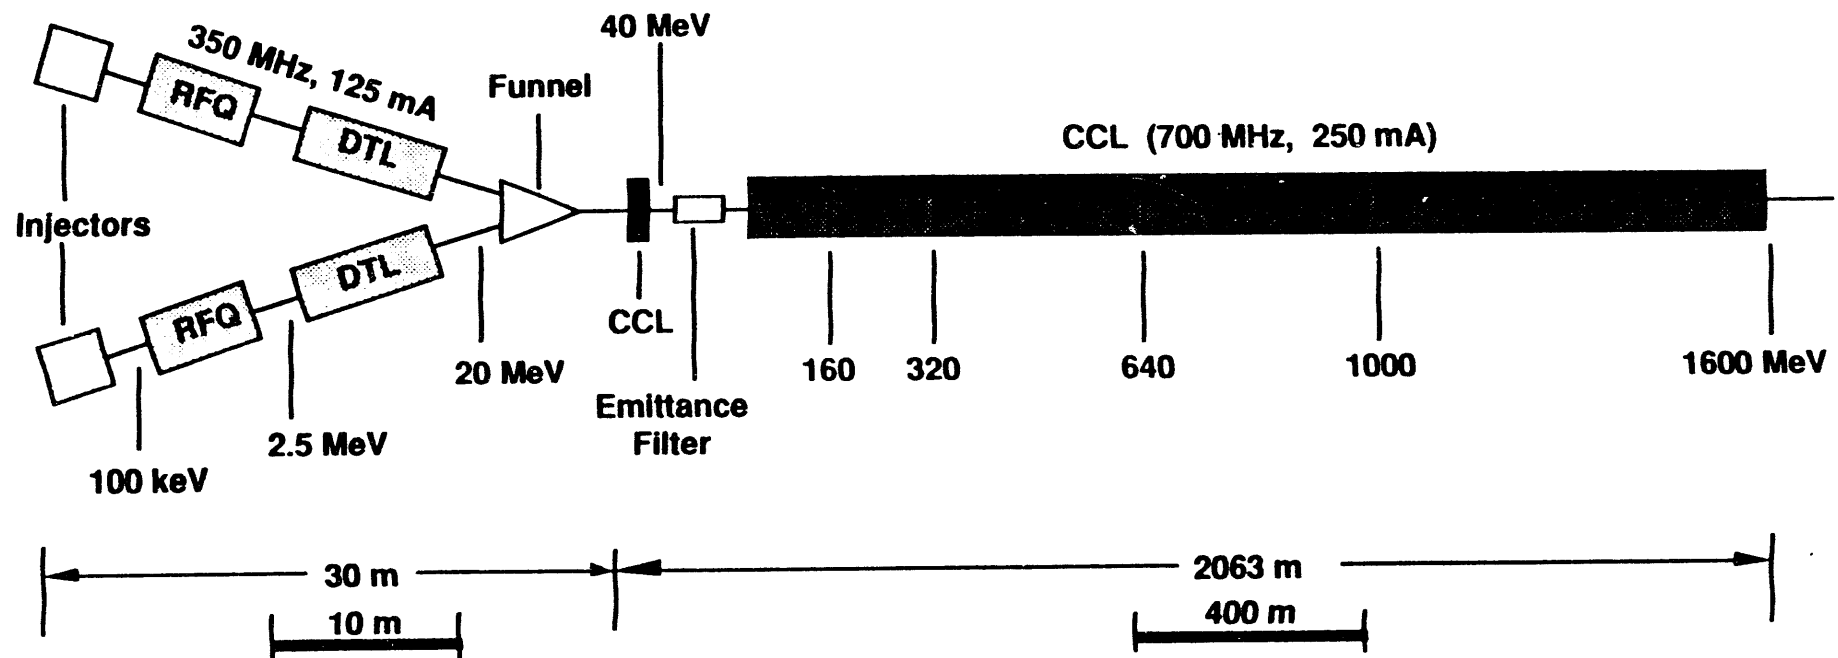 40 MeV
350 MHz, 125 mA
Funnel
RFQ
DTL
CCL (700 MHz, 250 mA)
Injectors
DTL
RFQ
CCL
160
320
640
1000
1600 MeV
20 MeV
Emittance
Filter
2.5 MeV
100 keV
30 m
2063 m
10 m
400 m